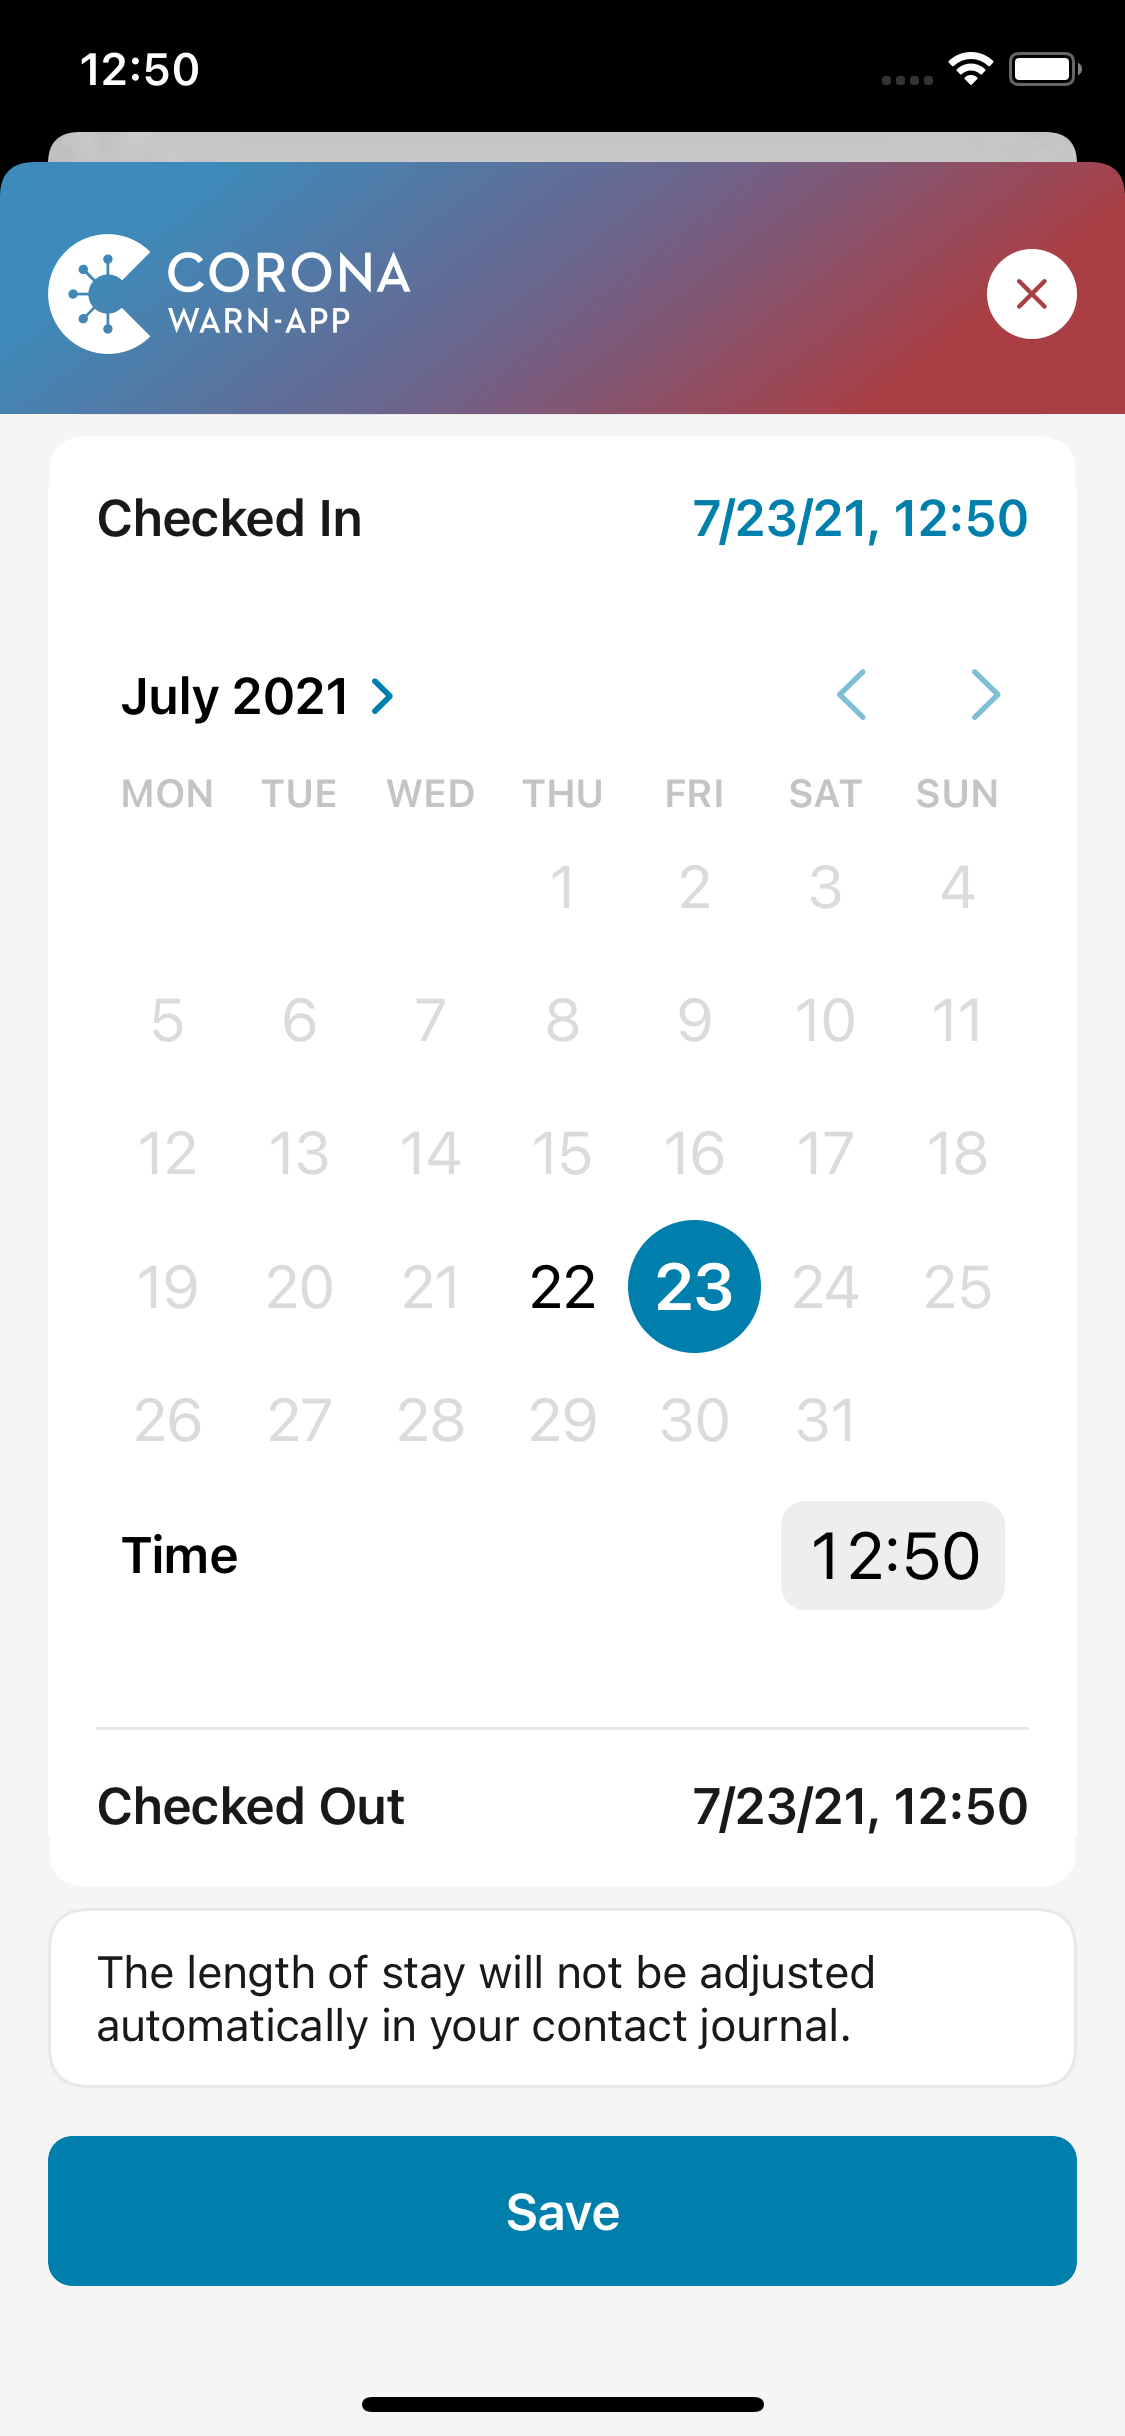 12:50
CORONA
WARN-APP
Checked In 7/23/21, 12:50
July 2021
MON TUE WED THU FRI SAT SUN
1 2 3 4
5 6 7 8 9 10 11
12 13 14 15 16 17 18
19 20 21 22 23 24 25
26 27 28 29 30 31
Time 12:50
Checked Out 7/23/21, 12:50
The length of stay will not be adjusted
automatically in your contact journal.
Save